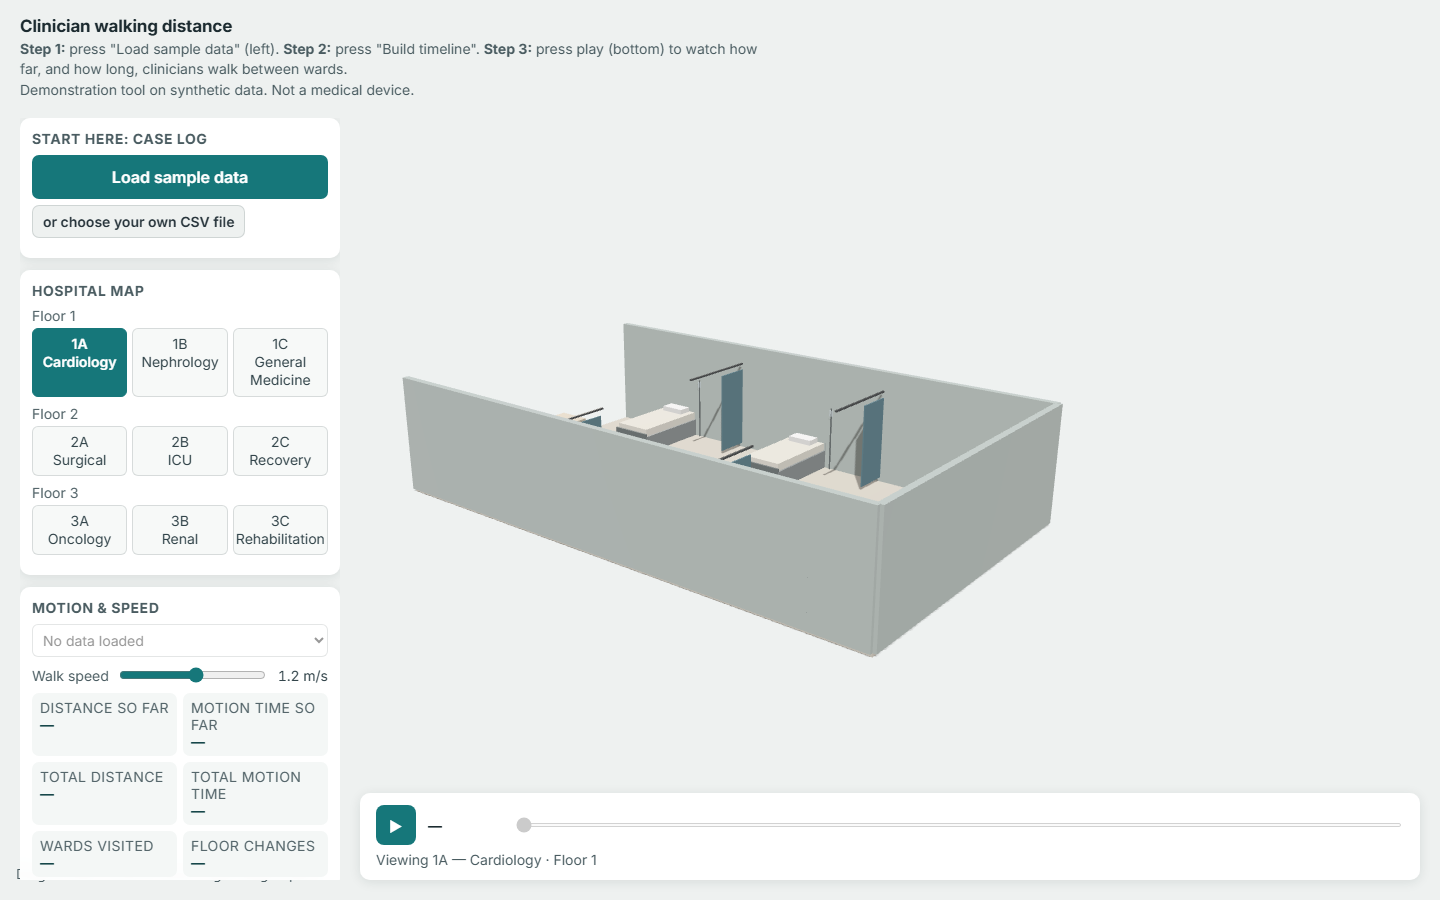 Clinician walking distance
Step 1: press "Load sample data" (left). Step 2: press "Build timeline". Step 3: press play (bottom) to watch how
far, and how long, clinicians walk between wards.
Demonstration tool on synthetic data. Not a medical device.
START HERE: CASE LOG
Load sample data
or choose your own CSV file
HOSPITAL MAP
Floor 1
1A
Cardiology
1B
Nephrology
1C
General
Medicine
Floor 2
2A
Surgical
2B
ICU
2C
Recovery
Floor 3
3A
Oncology
3B
Renal
3C
Rehabilitation
MOTION & SPEED
No data loaded
Walk speed 1.2 m/s
DISTANCE SO FAR
—
MOTION TIME SO
FAR
—
TOTAL DISTANCE
—
TOTAL MOTION
TIME
—
WARDS VISITED
—
FLOOR CHANGES
—
—
Viewing 1A — Cardiology · Floor 1